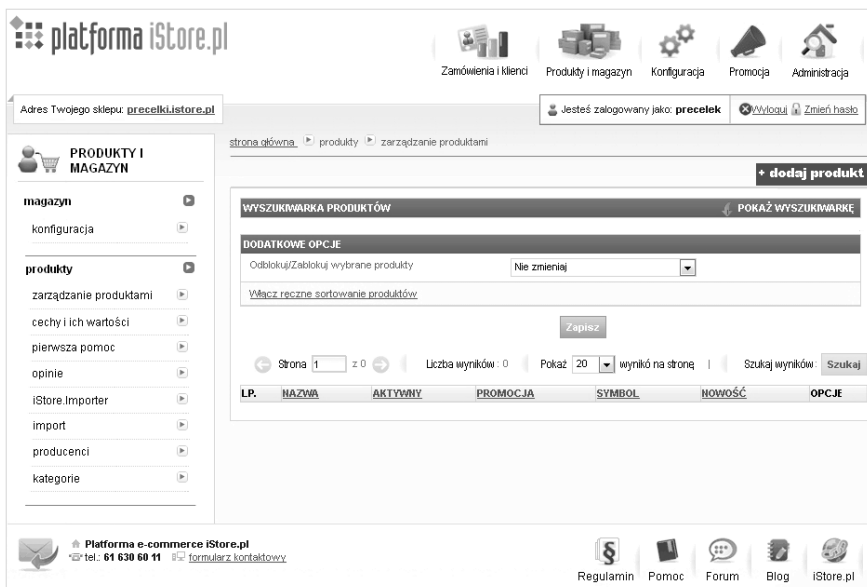 platforma iStore.pl
Zamówienia i klienci
Produkty i magazyn
Konfiguracja
Promocja
Administracja
Adres Twojego sklepu: precelki.istore.pl
Jesteś zalogowany jako: precelek
Wyloguj
Zmień hasło
PRODUKTY I
MAGAZYN
magazyn
konfiguracja
produkty
zarządzanie produktami
cechy i ich wartości
pierwsza pomoc
opinie
iStore.Importer
import
producenci
kategorie
strona główna
produkty
zarządzanie produktami
+ dodaj produkt
WYSZUKIWARKA PRODUKTÓW
POKAŻ WYSZUKIWARKĘ
DODATKOWE OPCJE
Odblokuj/Zablokuj wybrane produkty
Nie zmieniaj
Włącz ręczne sortowanie produktów
Zapisz
Strona 1 z 0
Liczba wyników : 0
Pokaż 20 wynikó na stronę |
Szukaj wyników: Szukaj
LP. NAZWA AKTYWNY PROMOCJA SYMBOL NOWOŚĆ OPCJE
Platforma e-commerce iStore.pl
tel.: 61 630 60 11 formularz kontaktowy
Regulamin
Pomoc
Forum
Blog
iStore.pl